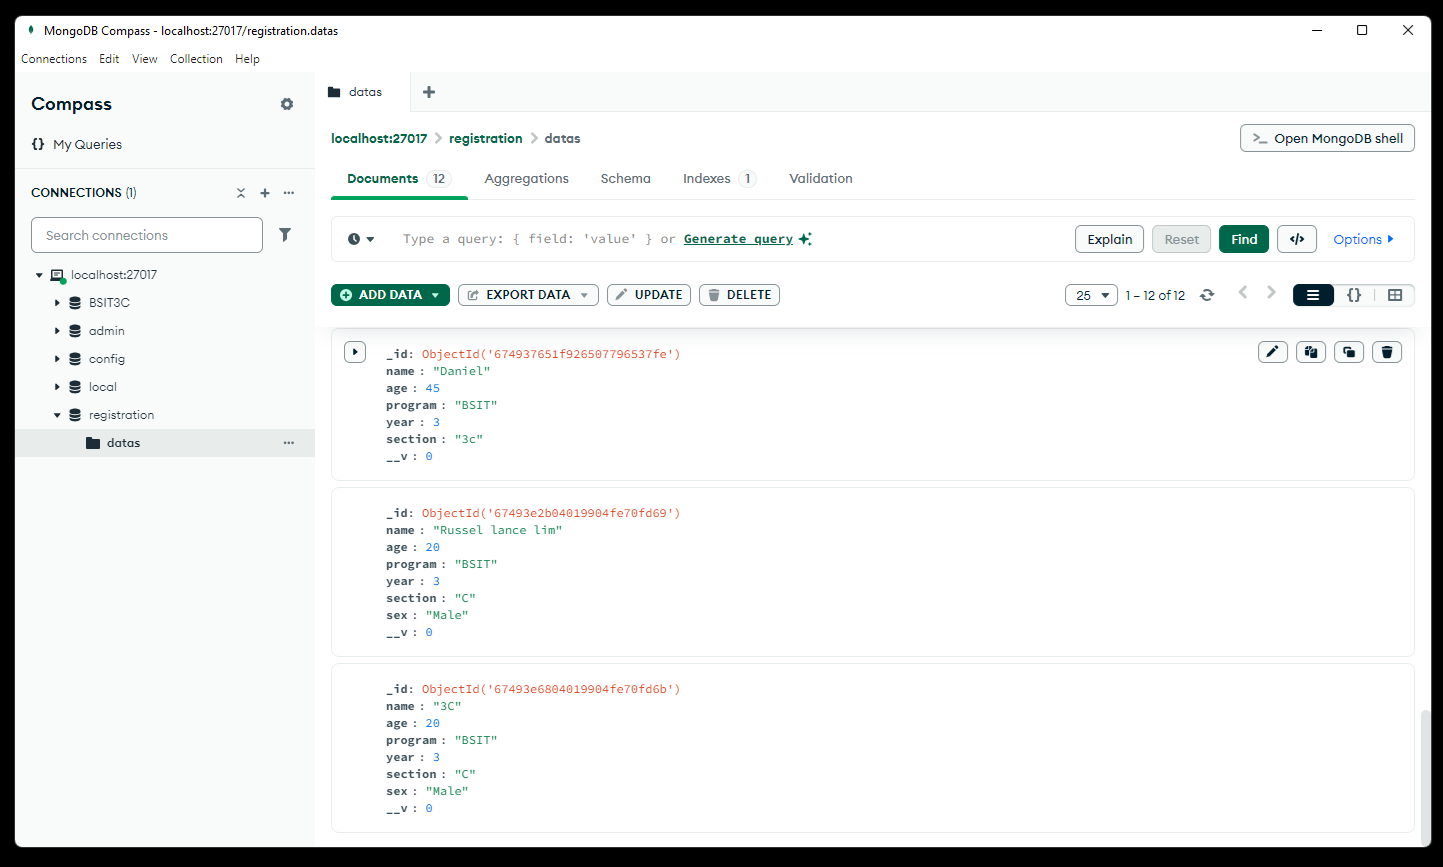 MongoDB Compass - localhost:27017/registration.datas
Connections Edit View Collection Help
Compass
{} My Queries
CONNECTIONS (1)
Search connections
localhost:27017
BSIT3C
admin
config
local
registration
datas
datas
localhost:27017 > registration > datas
>_ Open MongoDB shell
Documents 12 Aggregations Schema Indexes 1 Validation
Type a query: { field: 'value' } or Generate query
Explain Reset Find </> Options
ADD DATA EXPORT DATA UPDATE DELETE
25 1 – 12 of 12 {}
_id: ObjectId('674937651f926507796537fe')
name : "Daniel"
age : 45
program : "BSIT"
year : 3
section : "3c"
__v : 0
_id: ObjectId('67493e2b04019904fe70fd69')
name : "Russel lance lim"
age : 20
program : "BSIT"
year : 3
section : "C"
sex : "Male"
__v : 0
_id: ObjectId('67493e6804019904fe70fd6b')
name : "3C"
age : 20
program : "BSIT"
year : 3
section : "C"
sex : "Male"
__v : 0